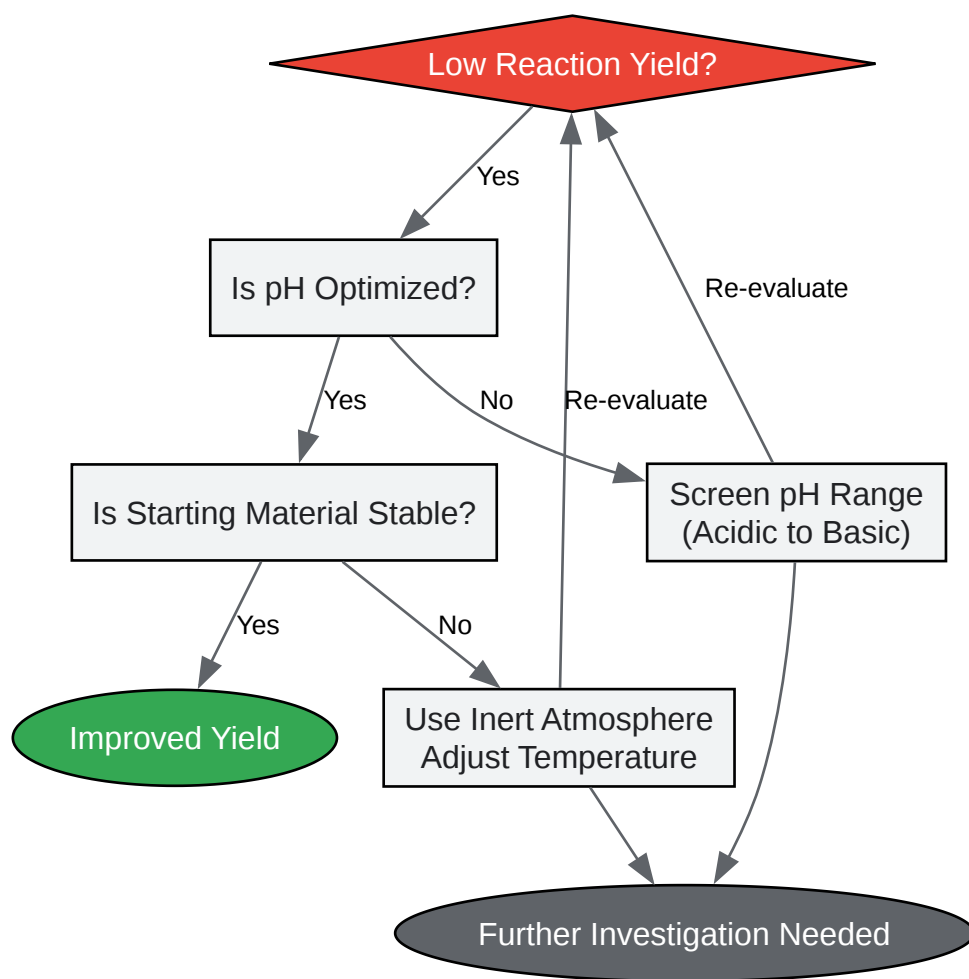 Low Reaction Yield?
Yes
Is pH Optimized?
Re-evaluate
Yes
No
Re-evaluate
Is Starting Material Stable?
Screen pH Range
(Acidic to Basic)
Yes
No
Improved Yield
Use Inert Atmosphere
Adjust Temperature
Further Investigation Needed